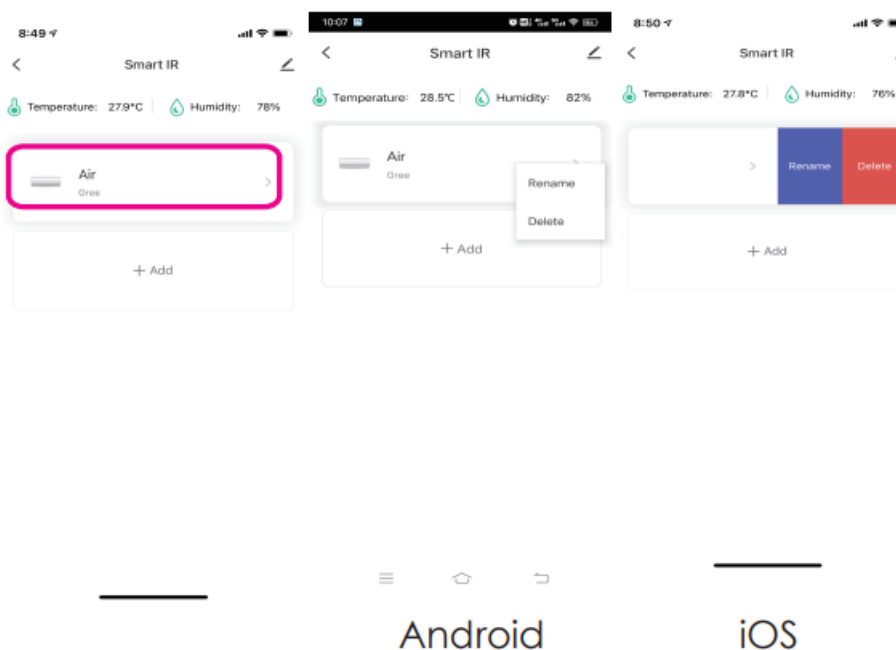 8:49
Smart IR
Temperature: 27.9°C
Humidity: 78%
Air
Gree
+ Add
10:07
Smart IR
Temperature: 28.5℃
Humidity: 82%
Air
Gree
Rename
Delete
+ Add
Android
8:50
Smart IR
Temperature: 27.8°C
Humidity: 76%
Rename
Delete
+ Add
iOS